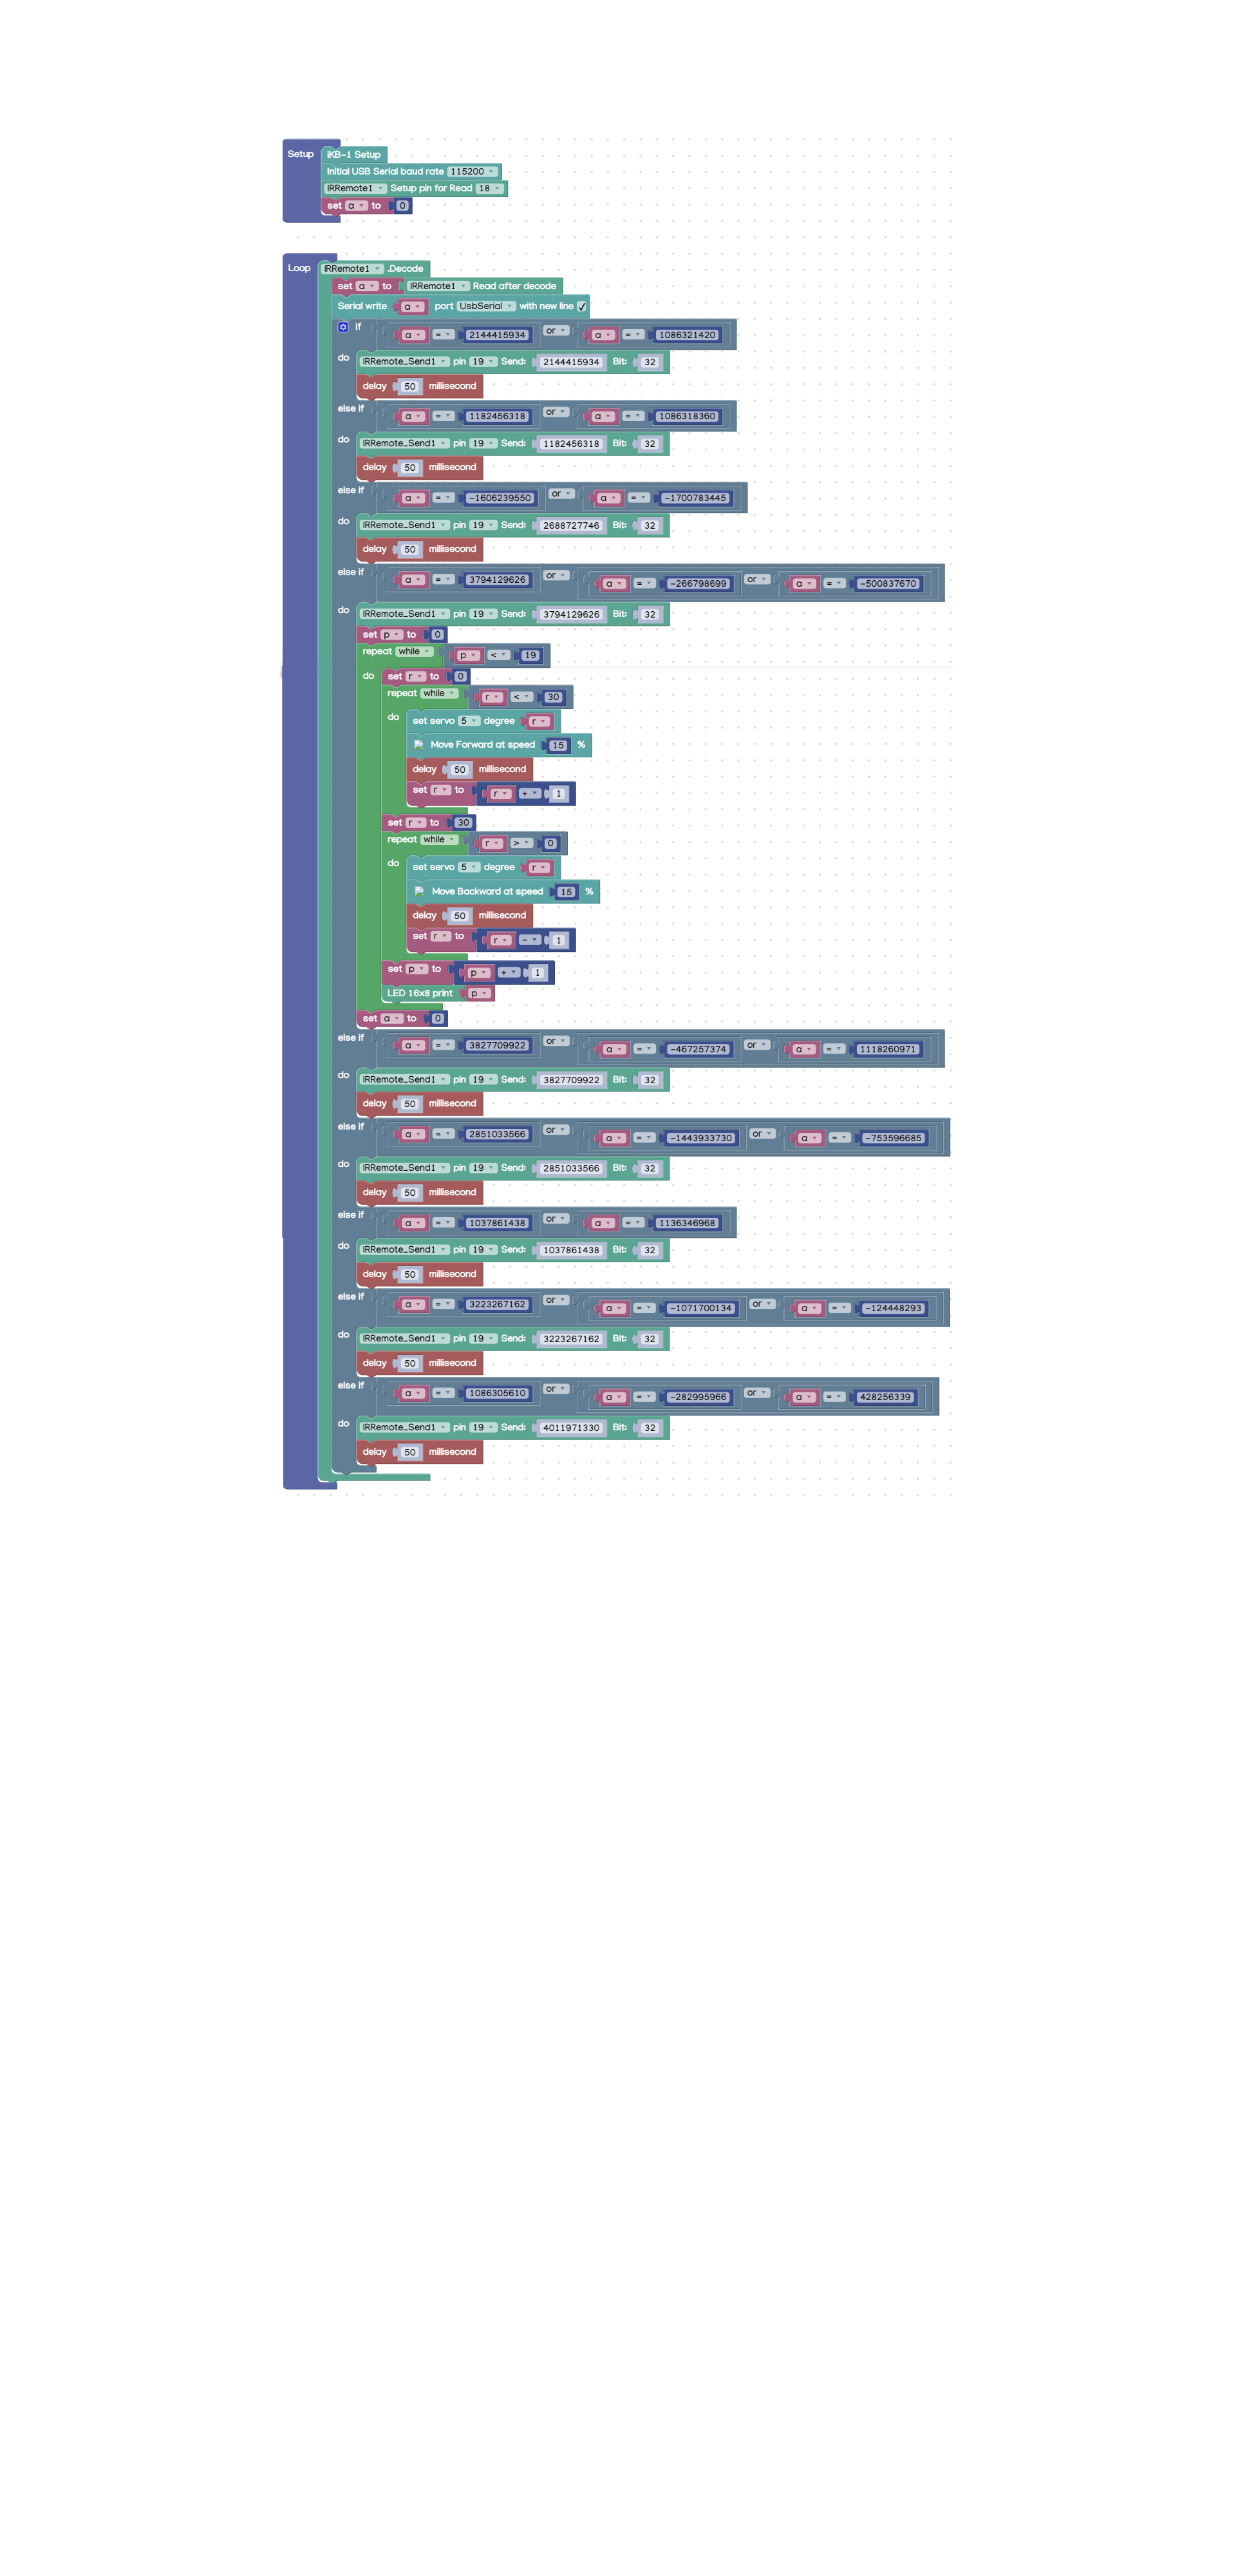 Setup
iKB-1 Setup
Initial USB Serial baud rate 115200
IRRemote1 Setup pin for Read 18
set a to 0
Loop
IRRemote1 .Decode
set a to IRRemote1 Read after decode
Serial write a port UsbSerial with new line ✓
if a = 2144415934 or a = 1086321420
do IRRemote_Send1 pin 19 Send: 2144415934 Bit: 32
delay 50 millisecond
else if a = 1182456318 or a = 1086318360
do IRRemote_Send1 pin 19 Send: 1182456318 Bit: 32
delay 50 millisecond
else if a = -1606239550 or a = -1700783445
do IRRemote_Send1 pin 19 Send: 2688727746 Bit: 32
delay 50 millisecond
else if a = 3794129626 or a = -266798699 or a = -500837670
do IRRemote_Send1 pin 19 Send: 3794129626 Bit: 32
set p to 0
repeat while p < 19
do set r to 0
repeat while r < 30
do set servo 5 degree r
Move Forward at speed 15 %
delay 50 millisecond
set r to r + 1
set r to 30
repeat while r > 0
do set servo 5 degree r
Move Backward at speed 15 %
delay 50 millisecond
set r to r - 1
set p to p + 1
LED 16x8 print p
set a to 0
else if a = 3827709922 or a = -467257374 or a = 1118260971
do IRRemote_Send1 pin 19 Send: 3827709922 Bit: 32
delay 50 millisecond
else if a = 2851033566 or a = -1443933730 or a = -753596685
do IRRemote_Send1 pin 19 Send: 2851033566 Bit: 32
delay 50 millisecond
else if a = 1037861438 or a = 1136346968
do IRRemote_Send1 pin 19 Send: 1037861438 Bit: 32
delay 50 millisecond
else if a = 3223267162 or a = -1071700134 or a = -124448293
do IRRemote_Send1 pin 19 Send: 3223267162 Bit: 32
delay 50 millisecond
else if a = 1086305610 or a = -282995966 or a = 428256339
do IRRemote_Send1 pin 19 Send: 4011971330 Bit: 32
delay 50 millisecond